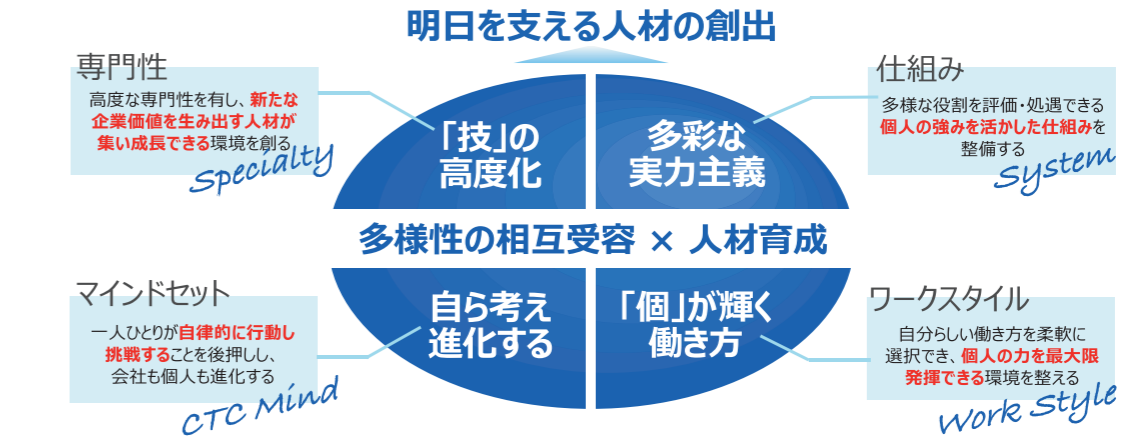 明日を支える人材の創出
専門性
高度な専門性を有し、新たな
企業価値を生み出す人材が
集い成長できる環境を創る
Specialty
「技」の
高度化
多彩な
実力主義
仕組み
多様な役割を評価・処遇できる
個人の強みを活かした仕組みを
整備する
System
多様性の相互受容 × 人材育成
マインドセット
一人ひとりが自律的に行動し
挑戦することを後押しし、
会社も個人も進化する
CTC Mind
自ら考え
進化する
「個」が輝く
働き方
ワークスタイル
自分らしい働き方を柔軟に
選択でき、個人の力を最大限
発揮できる環境を整える
Work Style